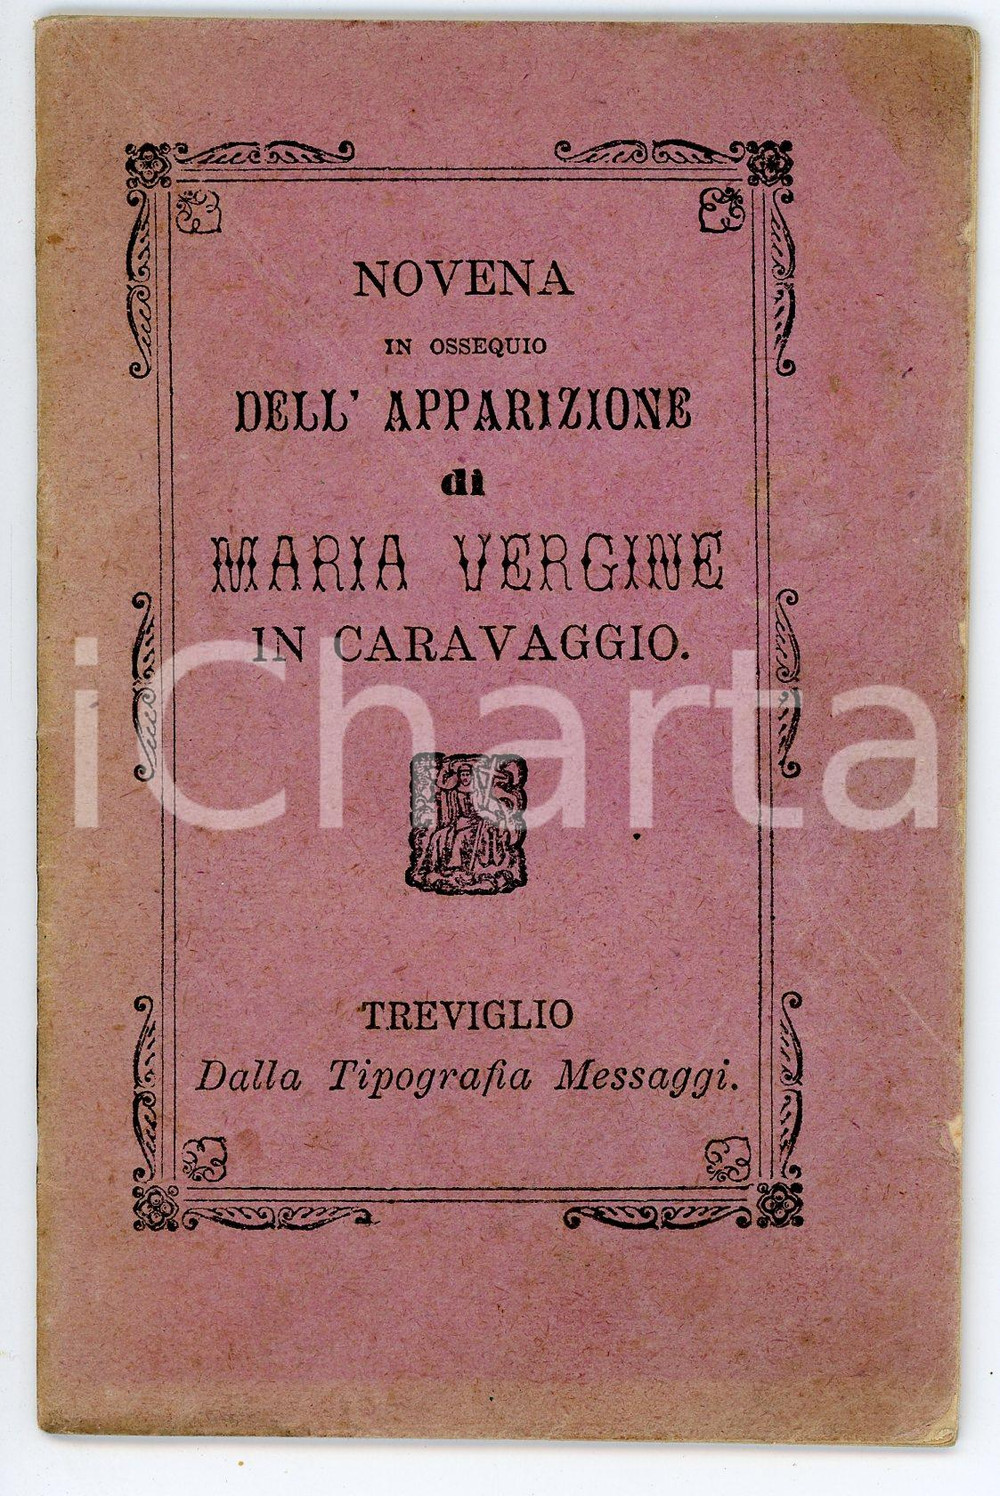 NOVENA
IN OSSEQUIO
DELL' APPARIZIONE
di
MARIA VERGINE
IN CARAVAGGIO.
iCharta
TREVIGLIO
Dalla Tipografia Messaggi.